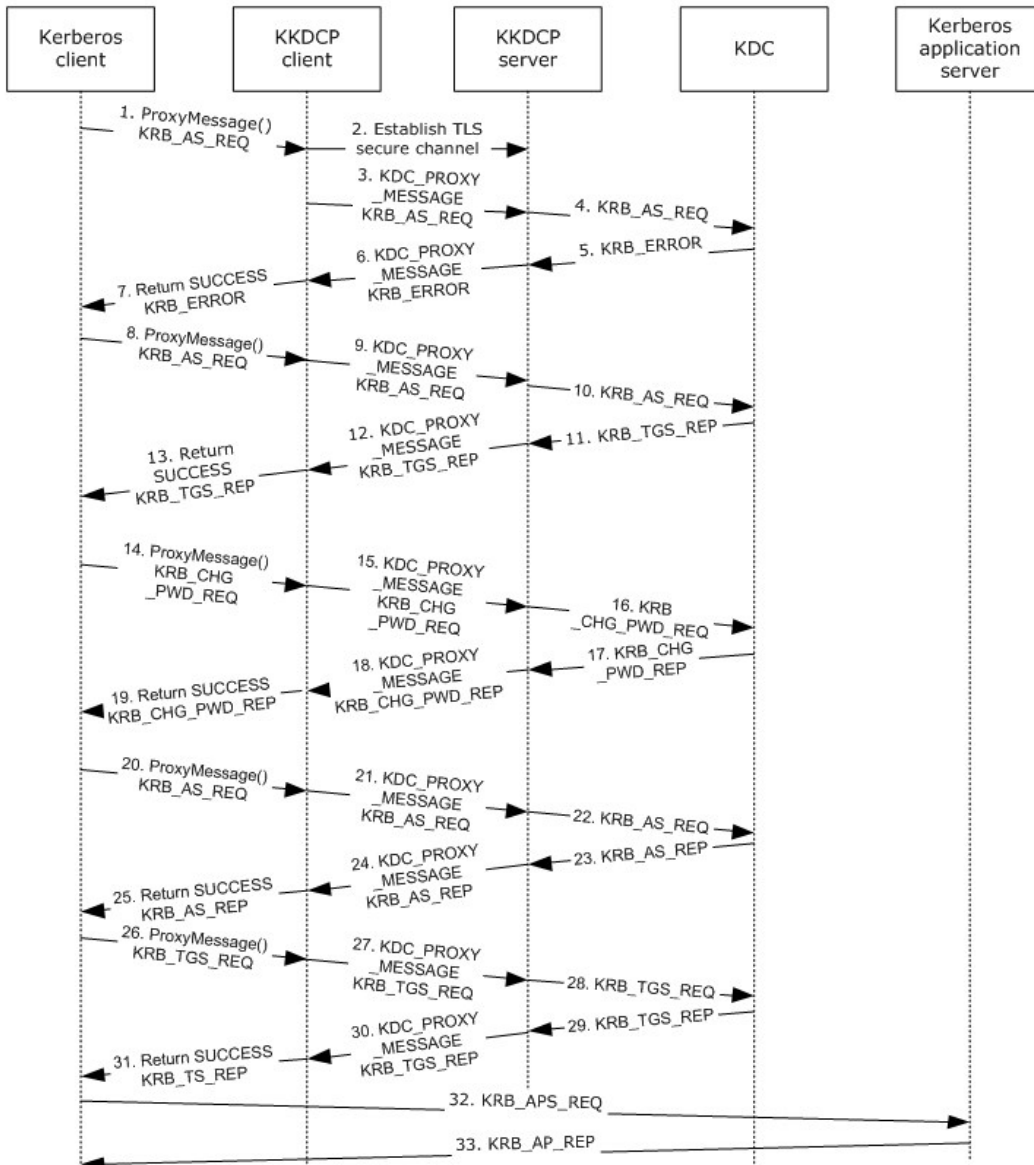 Kerberos
client
KKDCP
client
KKDCP
server
KDC
Kerberos
application
server
1. ProxyMessage()
KRB_AS_REQ
2. Establish TLS
secure channel
3. KDC_PROXY
_MESSAGE
KRB_AS_REQ
4. KRB_AS_REQ
5. KRB_ERROR
6. KDC_PROXY
_MESSAGE
KRB_ERROR
7. Return SUCCESS
KRB_ERROR
8. ProxyMessage()
KRB_AS_REQ
9. KDC_PROXY
_MESSAGE
KRB_AS_REQ
10. KRB_AS_REQ
11. KRB_TGS_REP
12. KDC_PROXY
_MESSAGE
KRB_TGS_REP
13. Return
SUCCESS
KRB_TGS_REP
14. ProxyMessage()
KRB_CHG
_PWD_REQ
15. KDC_PROXY
_MESSAGE
KRB_CHG
_PWD_REQ
16. KRB
_CHG_PWD_REQ
17. KRB_CHG
_PWD_REP
18. KDC_PROXY
_MESSAGE
KRB_CHG_PWD_REP
19. Return SUCCESS
KRB_CHG_PWD_REP
20. ProxyMessage()
KRB_AS_REQ
21. KDC_PROXY
_MESSAGE
KRB_AS_REQ
22. KRB_AS_REQ
23. KRB_AS_REP
24. KDC_PROXY
_MESSAGE
KRB_AS_REP
25. Return SUCCESS
KRB_AS_REP
26. ProxyMessage()
KRB_TGS_REQ
27. KDC_PROXY
_MESSAGE
KRB_TGS_REQ
28. KRB_TGS_REQ
29. KRB_TGS_REP
30. KDC_PROXY
_MESSAGE
KRB_TGS_REP
31. Return SUCCESS
KRB_TS_REP
32. KRB_APS_REQ
33. KRB_AP_REP